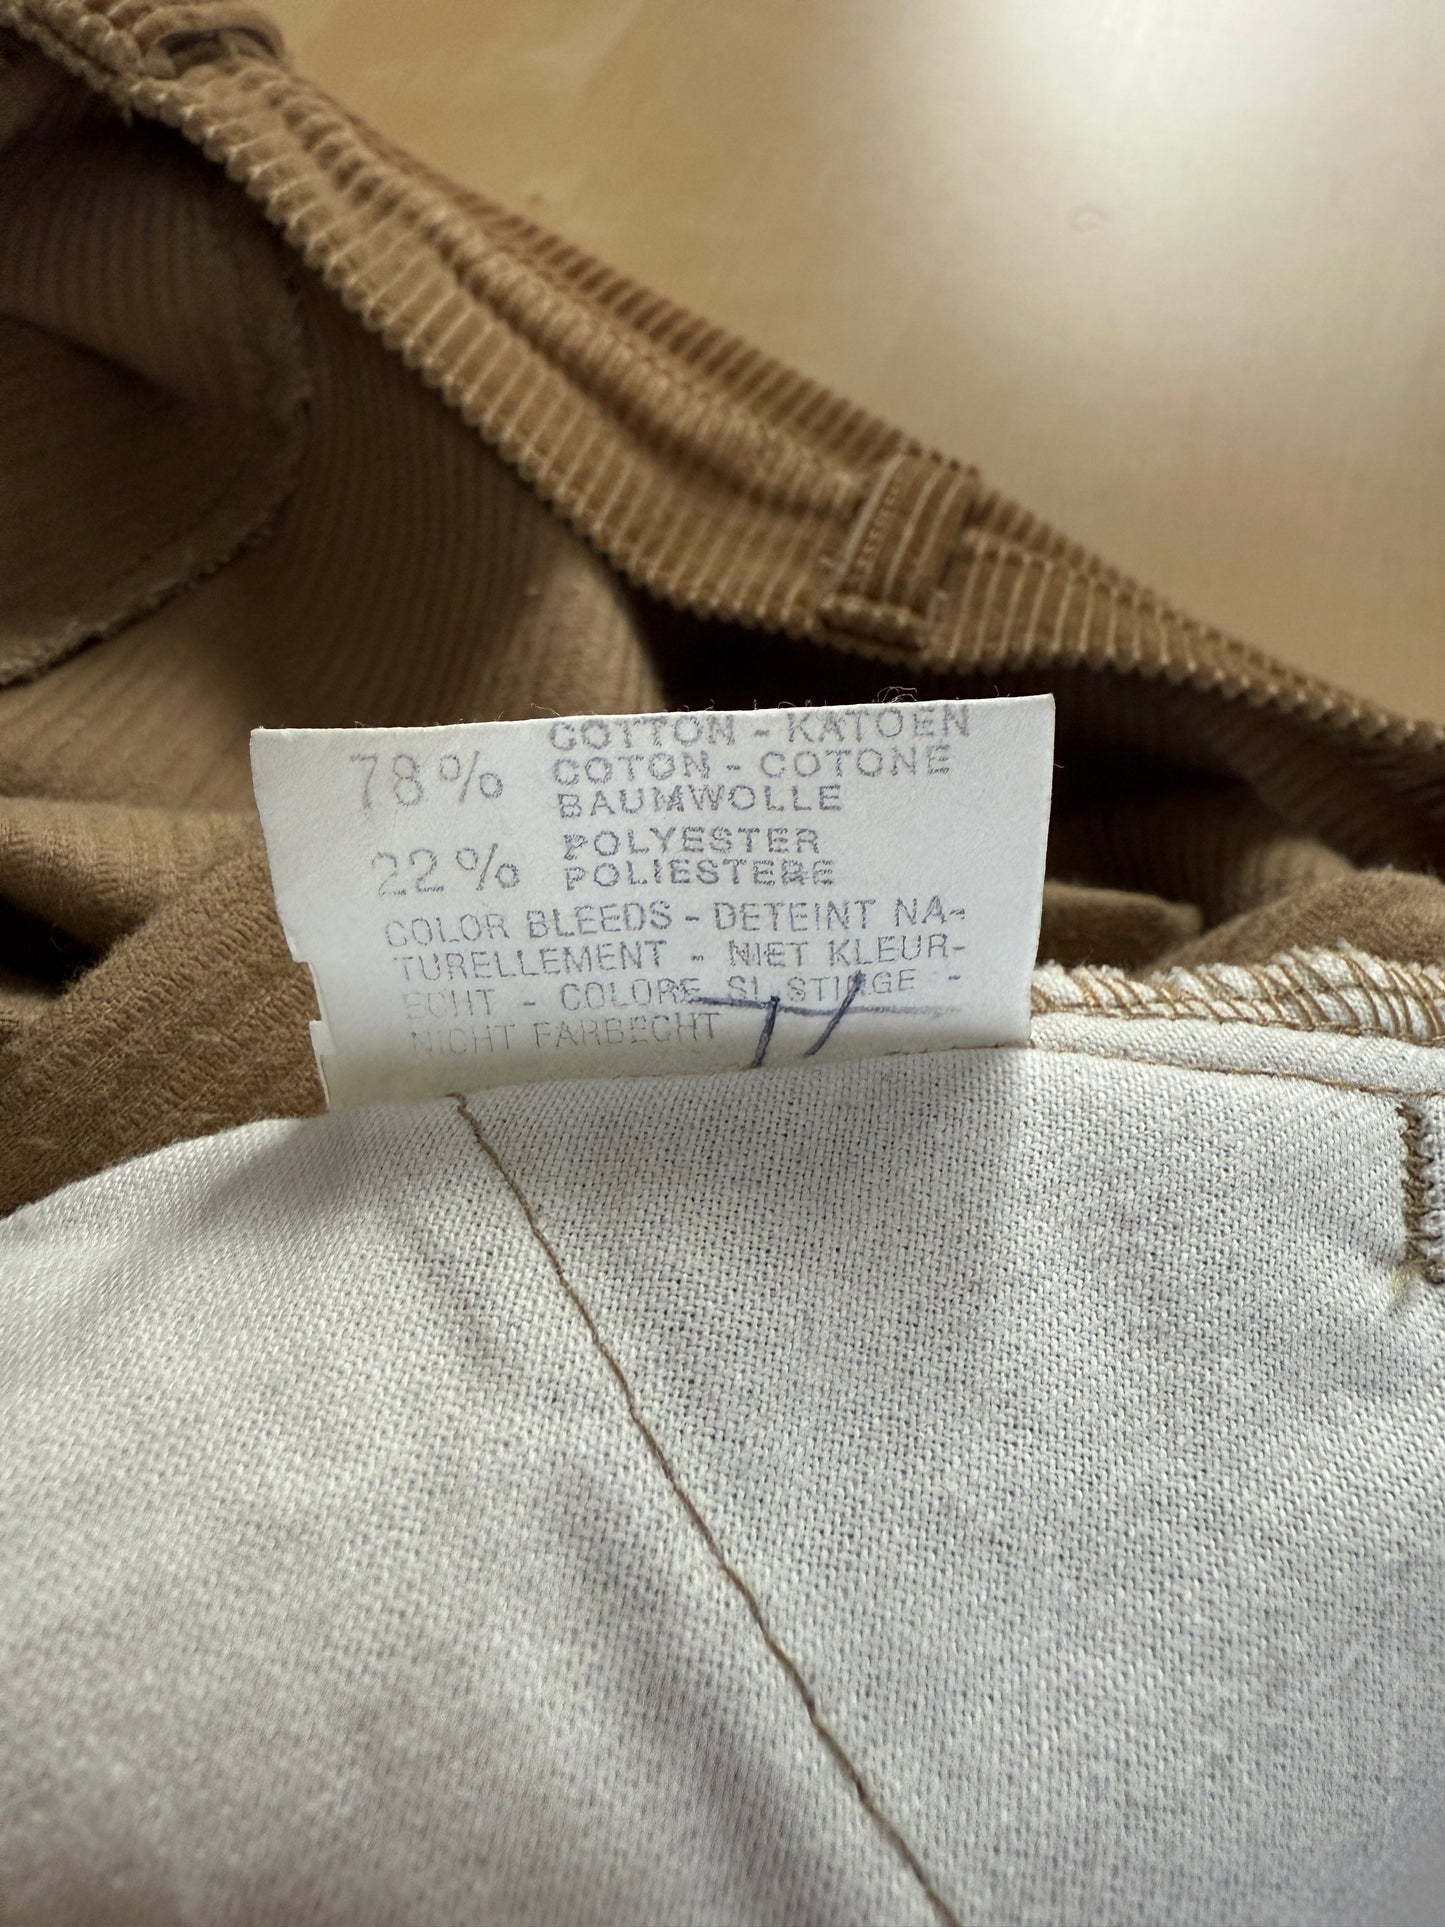 COTTON - KATOEN
78% COTON - COTONE
BAUMWOLLE
POLYESTER
22% POLIESTERE
COLOR BLEEDS - DETEINT NA-
TURELLEMENT - NIET KLEUR-
ECHT - COLORE SI STINGE -
NICHT FARBECHT